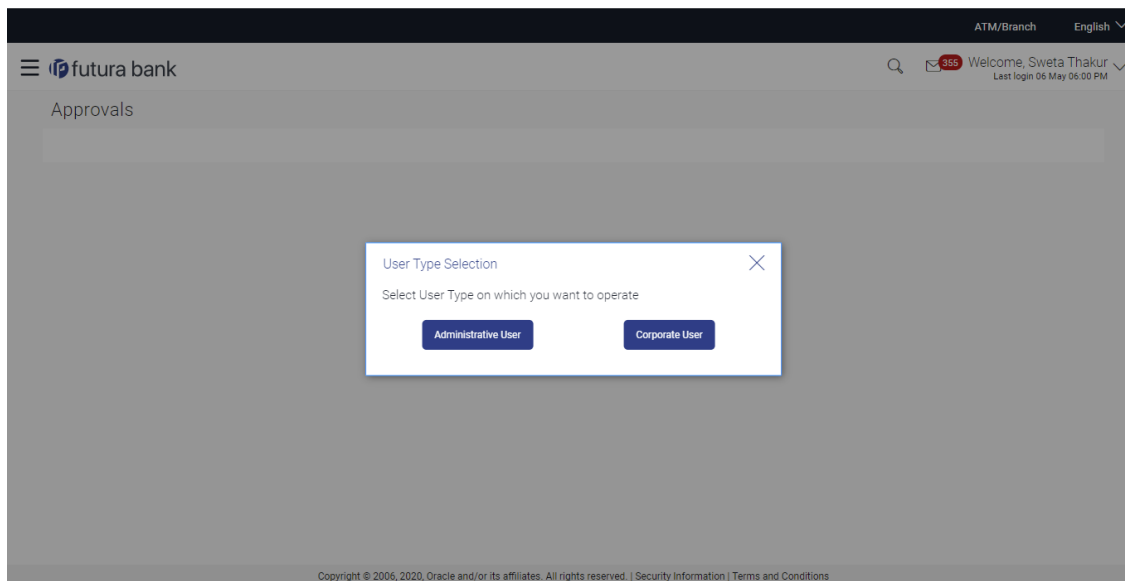 ATM/Branch English
futura bank
355 Welcome, Sweta Thakur
Last login 06 May 06:00 PM
Approvals
User Type Selection
Select User Type on which you want to operate
Administrative User Corporate User
Copyright © 2006, 2020, Oracle and/or its affiliates. All rights reserved. | Security Information | Terms and Conditions